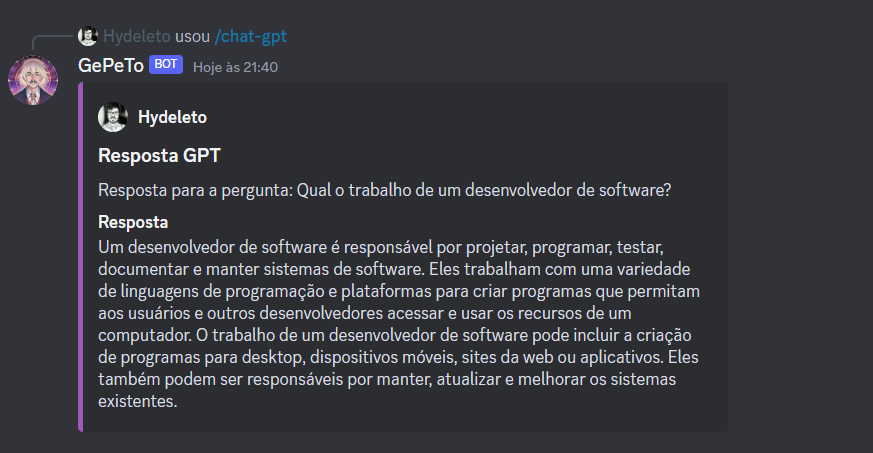 Hydeleto usou /chat-gpt
GePeTo BOT Hoje às 21:40
Hydeleto
Resposta GPT
Resposta para a pergunta: Qual o trabalho de um desenvolvedor de software?
Resposta
Um desenvolvedor de software é responsável por projetar, programar, testar,
documentar e manter sistemas de software. Eles trabalham com uma variedade
de linguagens de programação e plataformas para criar programas que permitam
aos usuários e outros desenvolvedores acessar e usar os recursos de um
computador. O trabalho de um desenvolvedor de software pode incluir a criação
de programas para desktop, dispositivos móveis, sites da web ou aplicativos. Eles
também podem ser responsáveis por manter, atualizar e melhorar os sistemas
existentes.